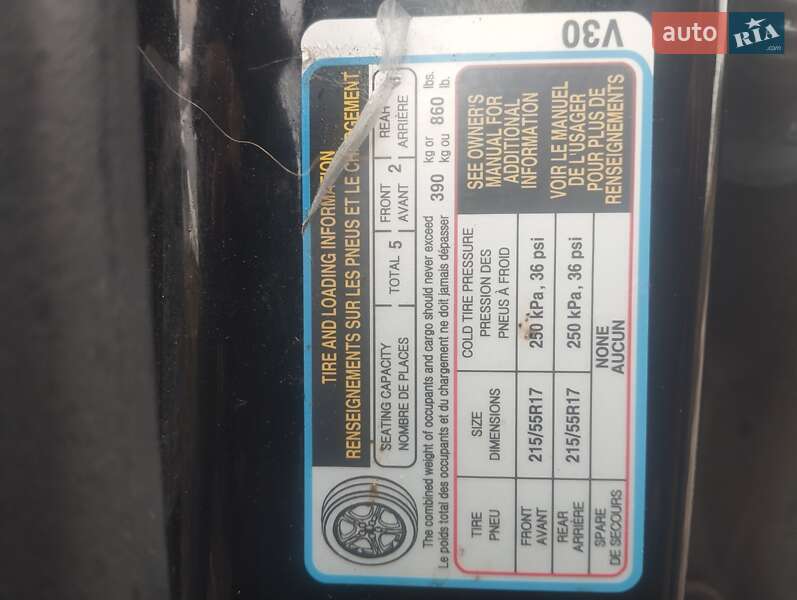 auto RIA .com
V30
TIRE AND LOADING INFORMATION
RENSEIGNEMENTS SUR LES PNEUS ET LE
SEATING CAPACITY TOTAL 5 FRONT 2 REAR
NOMBRE DE PLACES AVANT ARRIÈRE
The combined weight of occupants and cargo should never exceed 390 kg or 860 lbs.
Le poids total des occupants et du chargement ne doit jamais dépasser kg ou lb.
TIRE SIZE COLD TIRE PRESSURE
PNEU DIMENSIONS PRESSION DES
PNEUS À FROID
FRONT 215/55R17 250 kPa, 36 psi
AVANT
REAR 215/55R17 250 kPa, 36 psi
ARRIÈRE
SPARE NONE
DE SECOURS AUCUN
SEE OWNER'S
MANUAL FOR
ADDITIONAL
INFORMATION
VOIR LE MANUEL
DE L'USAGER
POUR PLUS DE
RENSEIGNEMENTS